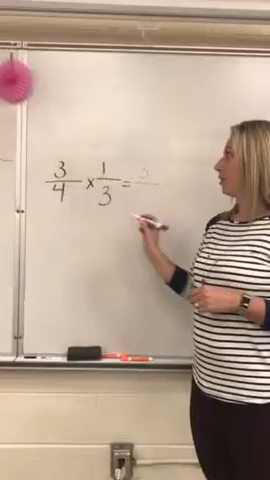 3/4 x 1/3 = 3/